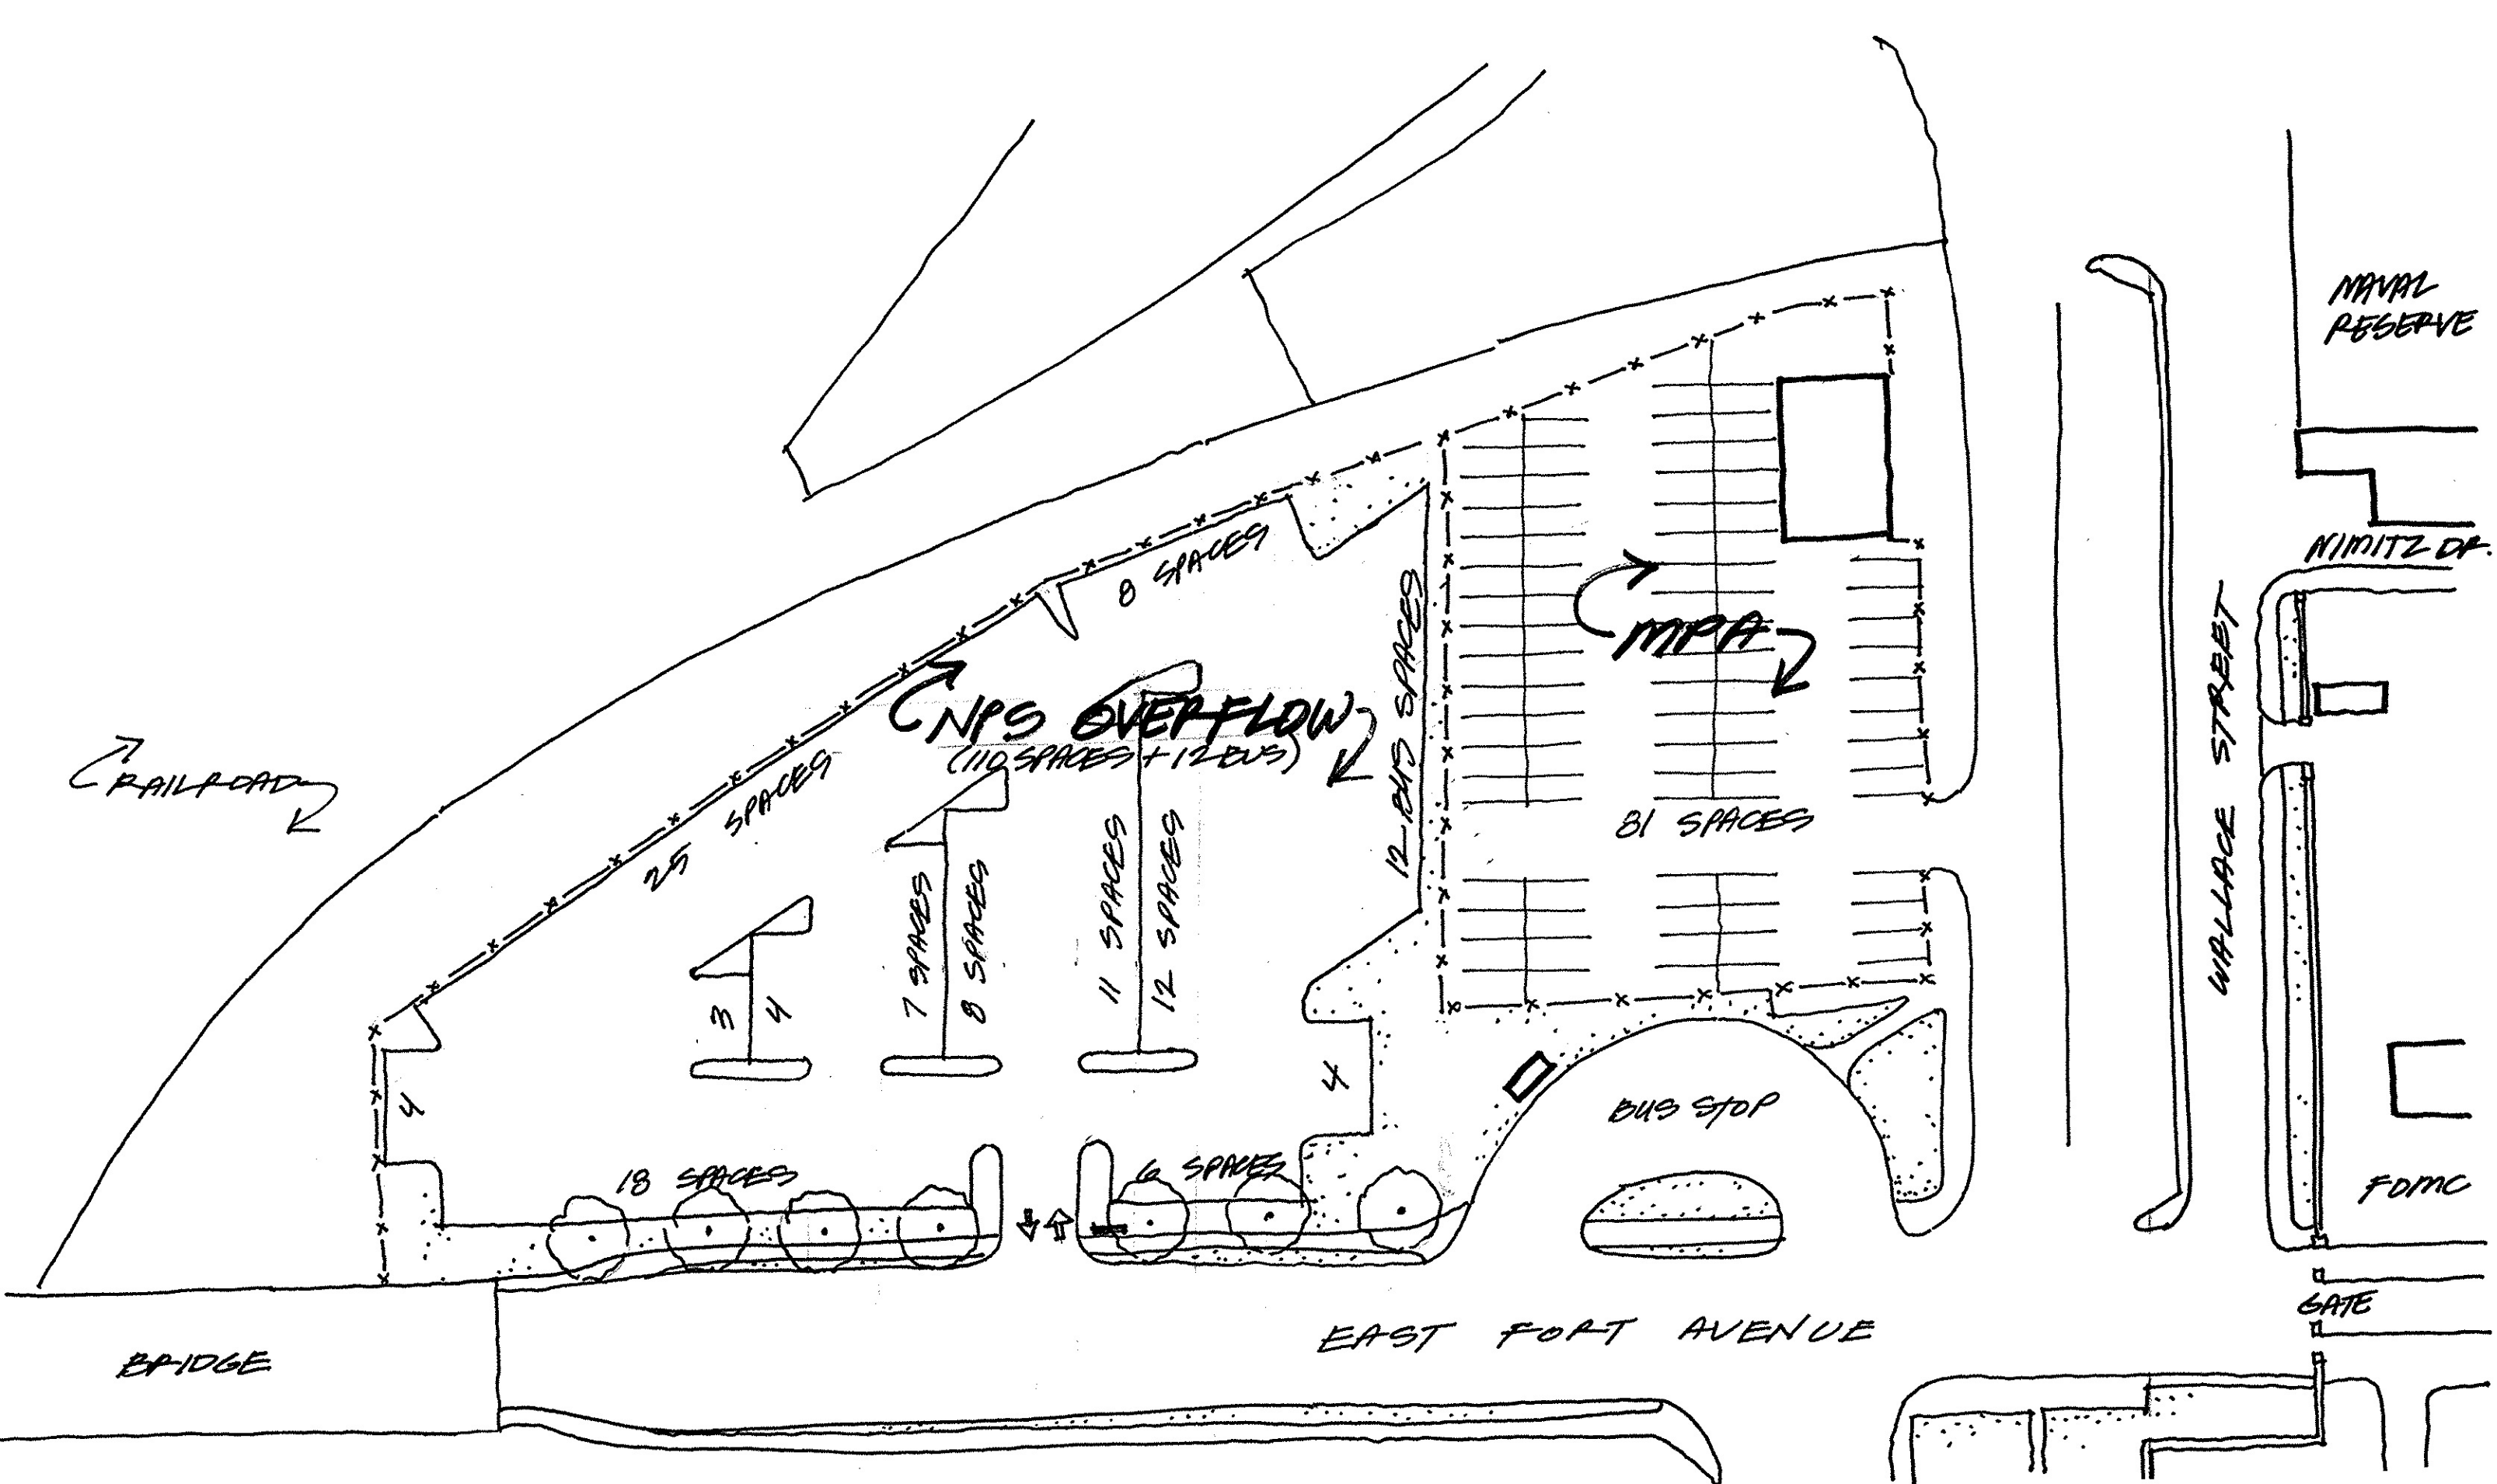 NAVAL
RESERVE
NIMITZ DR.
8 SPACES
12 BUS SPACES
MPA
NPS OVERFLOW
(110 SPACES + 12 BUS)
RAILROAD
25 SPACES
81 SPACES
WALLACE STREET
3
4
7 SPACES
8 SPACES
11 SPACES
12 SPACES
4
4
BUS STOP
18 SPACES
6 SPACES
FDMC
GATE
EAST FORT AVENUE
BRIDGE